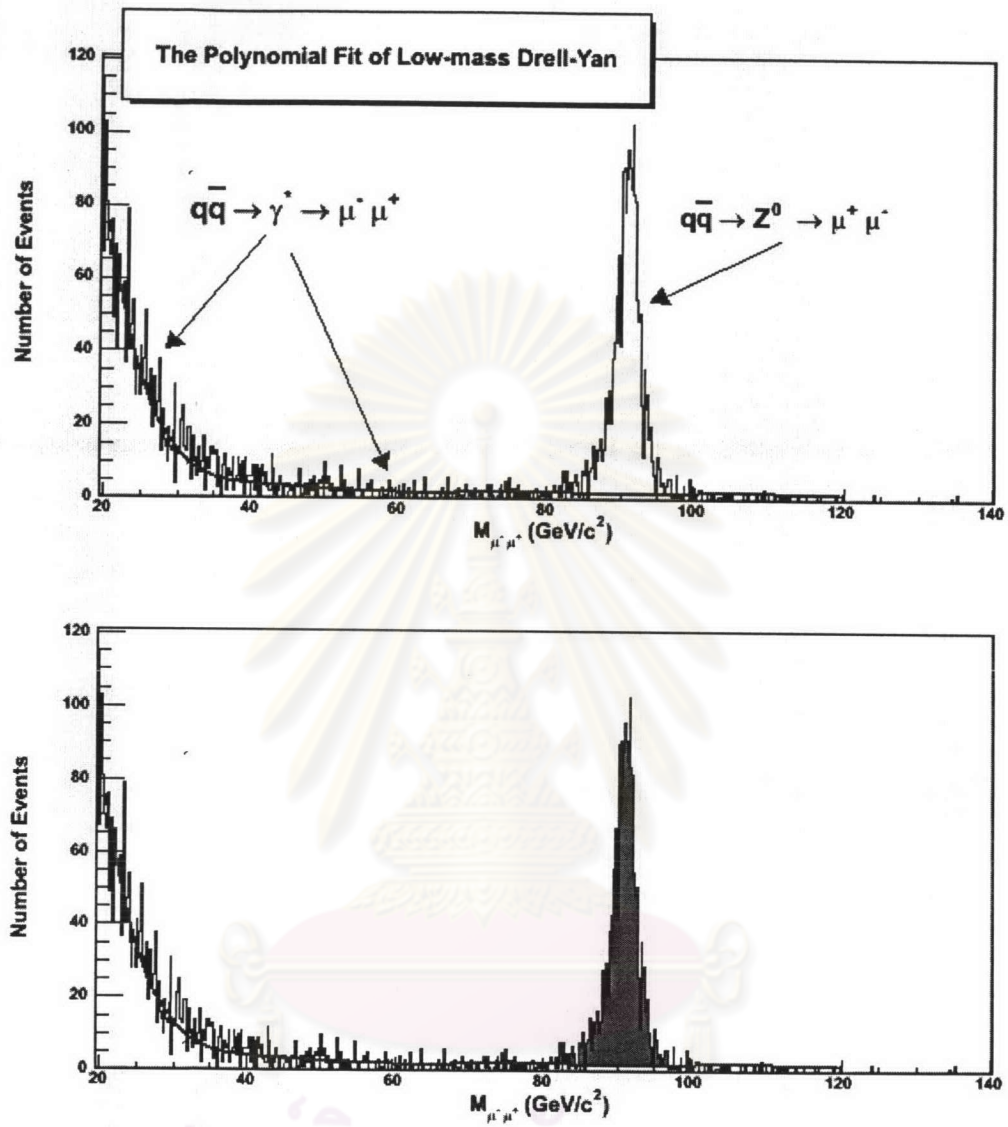 The Polynomial Fit of Low-mass Drell-Yan
120
100
80
60
40
20
0
Number of Events
qq̄ → γ* → μ⁻ μ⁺
qq̄ → Z⁰ → μ⁺ μ⁻
20 40 60 80 100 120 140
M_μ⁻μ⁺ (GeV/c²)
120
100
80
60
40
20
0
Number of Events
20 40 60 80 100 120 140
M_μ⁻μ⁺ (GeV/c²)